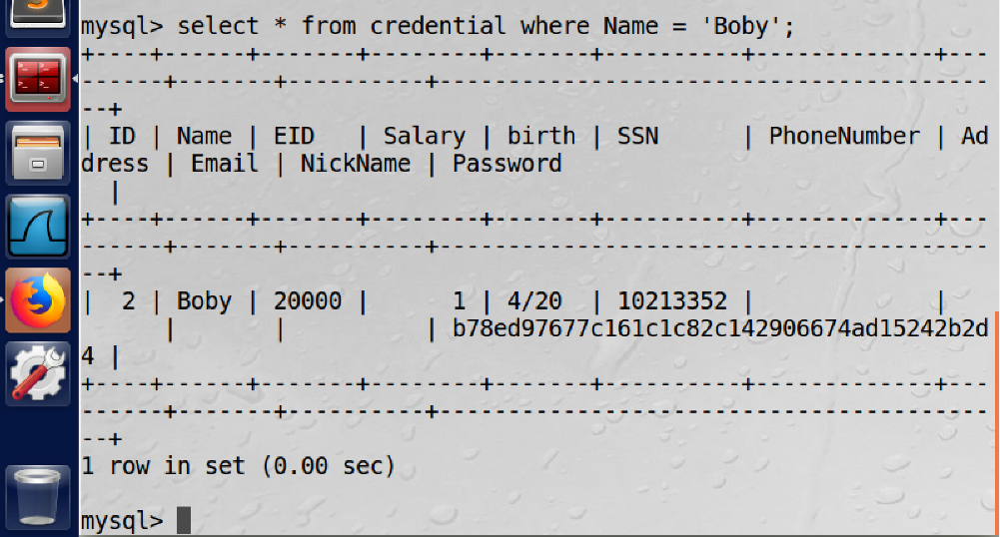 mysql> select * from credential where Name = 'Boby';
+----+------+-------+--------+-------+----------+-------------+---
------+-------+----------+----------------------------------------
--+
| ID | Name | EID   | Salary | birth | SSN      | PhoneNumber | Ad
dress | Email | NickName | Password
  |
+----+------+-------+--------+-------+----------+-------------+---
------+-------+----------+----------------------------------------
--+
|  2 | Boby | 20000 |      1 | 4/20  | 10213352 |             |
      |       |          | b78ed97677c161c1c82c142906674ad15242b2d
4 |
+----+------+-------+--------+-------+----------+-------------+---
------+-------+----------+----------------------------------------
--+
1 row in set (0.00 sec)
mysql>